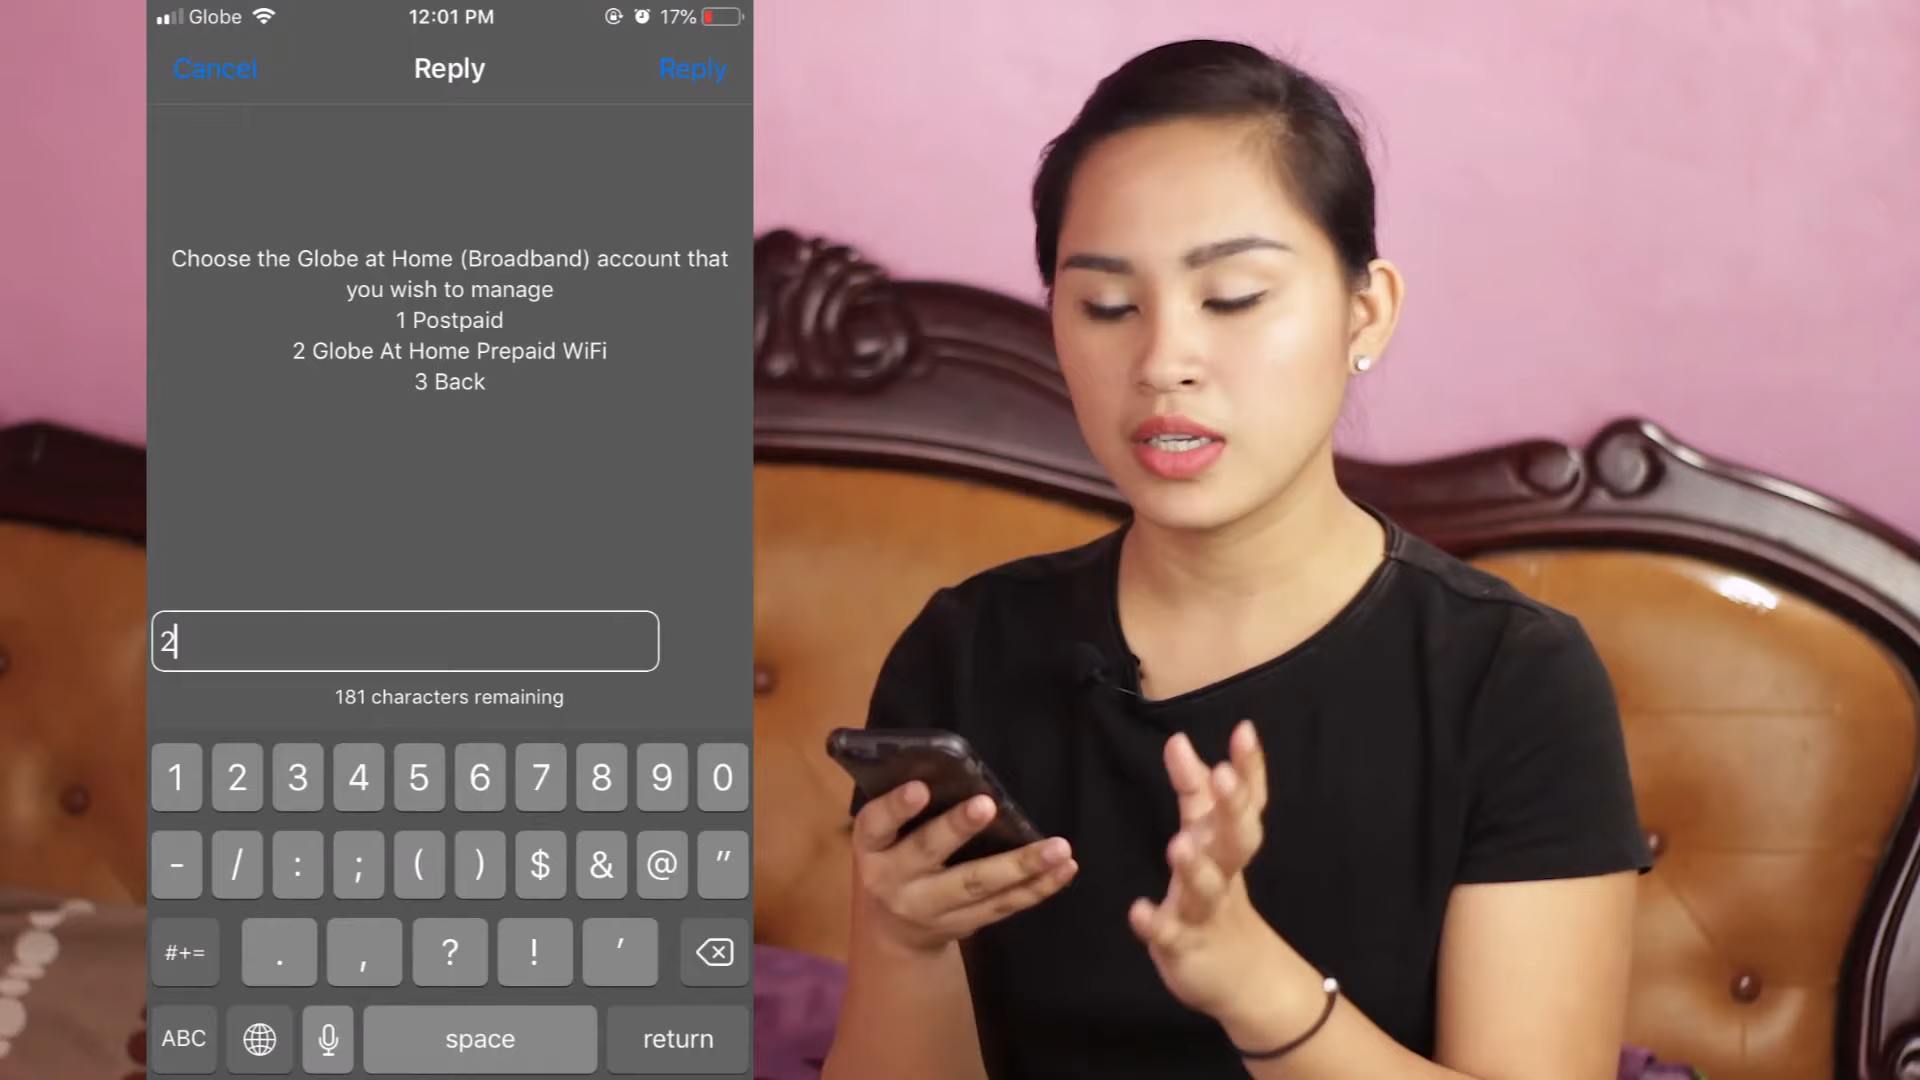 Globe 12:01 PM 17%
Cancel Reply Reply
Choose the Globe at Home (Broadband) account that
you wish to manage
1 Postpaid
2 Globe At Home Prepaid WiFi
3 Back
2
181 characters remaining
1 2 3 4 5 6 7 8 9 0
- / : ; ( ) $ & @ "
#+= . , ? ! '
ABC space return